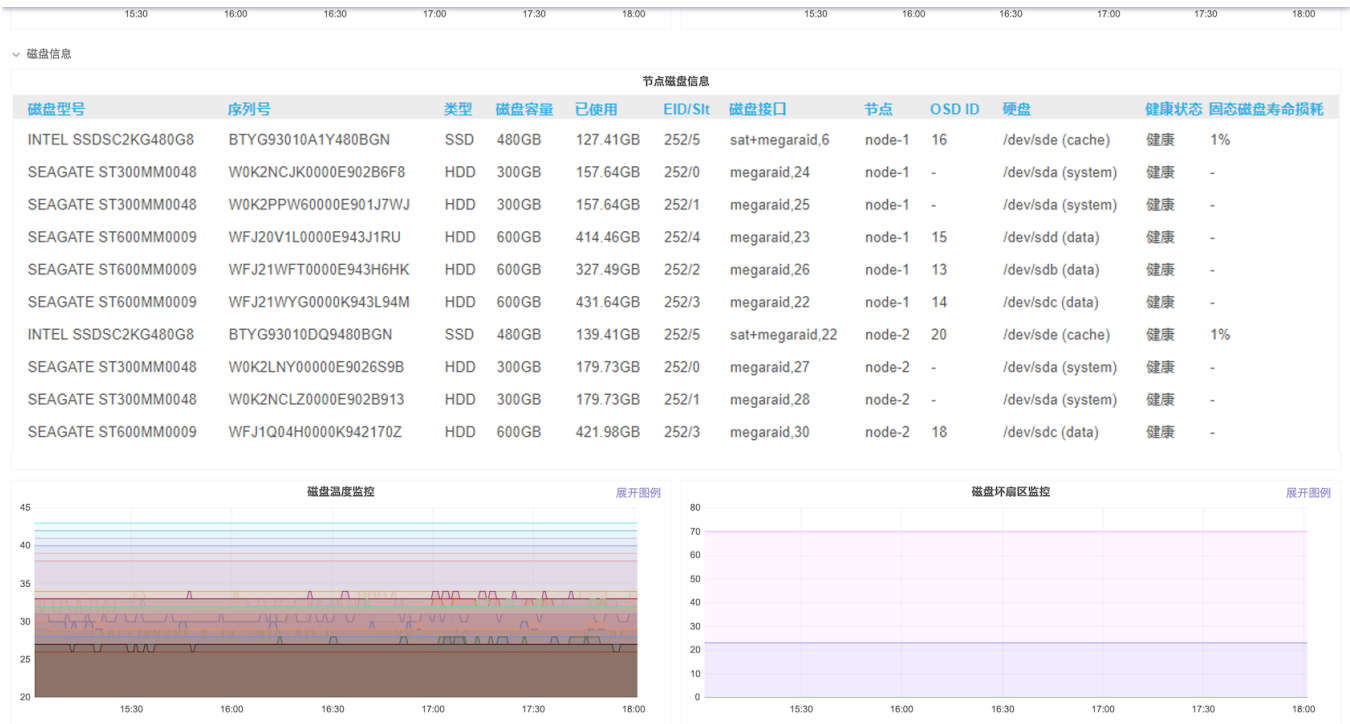 15:30 16:00 16:30 17:00 17:30 18:00 15:30 16:00 16:30 17:00 17:30 18:00
磁盘信息
节点磁盘信息
磁盘型号 序列号 类型 磁盘容量 已使用 EID/Slt 磁盘接口 节点 OSD ID 硬盘 健康状态 固态磁盘寿命损耗
INTEL SSDSC2KG480G8 BTYG93010A1Y480BGN SSD 480GB 127.41GB 252/5 sat+megaraid,6 node-1 16 /dev/sde (cache) 健康 1%
SEAGATE ST300MM0048 W0K2NCJK0000E902B6F8 HDD 300GB 157.64GB 252/0 megaraid,24 node-1 - /dev/sda (system) 健康 -
SEAGATE ST300MM0048 W0K2PPW60000E901J7WJ HDD 300GB 157.64GB 252/1 megaraid,25 node-1 - /dev/sda (system) 健康 -
SEAGATE ST600MM0009 WFJ20V1L0000E943J1RU HDD 600GB 414.46GB 252/4 megaraid,23 node-1 15 /dev/sdd (data) 健康 -
SEAGATE ST600MM0009 WFJ21WFT0000E943H6HK HDD 600GB 327.49GB 252/2 megaraid,26 node-1 13 /dev/sdb (data) 健康 -
SEAGATE ST600MM0009 WFJ21WYG0000K943L94M HDD 600GB 431.64GB 252/3 megaraid,22 node-1 14 /dev/sdc (data) 健康 -
INTEL SSDSC2KG480G8 BTYG93010DQ9480BGN SSD 480GB 139.41GB 252/5 sat+megaraid,22 node-2 20 /dev/sde (cache) 健康 1%
SEAGATE ST300MM0048 W0K2LNY00000E9026S9B HDD 300GB 179.73GB 252/0 megaraid,27 node-2 - /dev/sda (system) 健康 -
SEAGATE ST300MM0048 W0K2NCLZ0000E902B913 HDD 300GB 179.73GB 252/1 megaraid,28 node-2 - /dev/sda (system) 健康 -
SEAGATE ST600MM0009 WFJ1Q04H0000K942170Z HDD 600GB 421.98GB 252/3 megaraid,30 node-2 18 /dev/sdc (data) 健康 -
磁盘温度监控 展开图例
45
40
35
30
25
20
15:30 16:00 16:30 17:00 17:30 18:00
磁盘坏扇区监控 展开图例
80
70
60
50
40
30
20
10
0
15:30 16:00 16:30 17:00 17:30 18:00